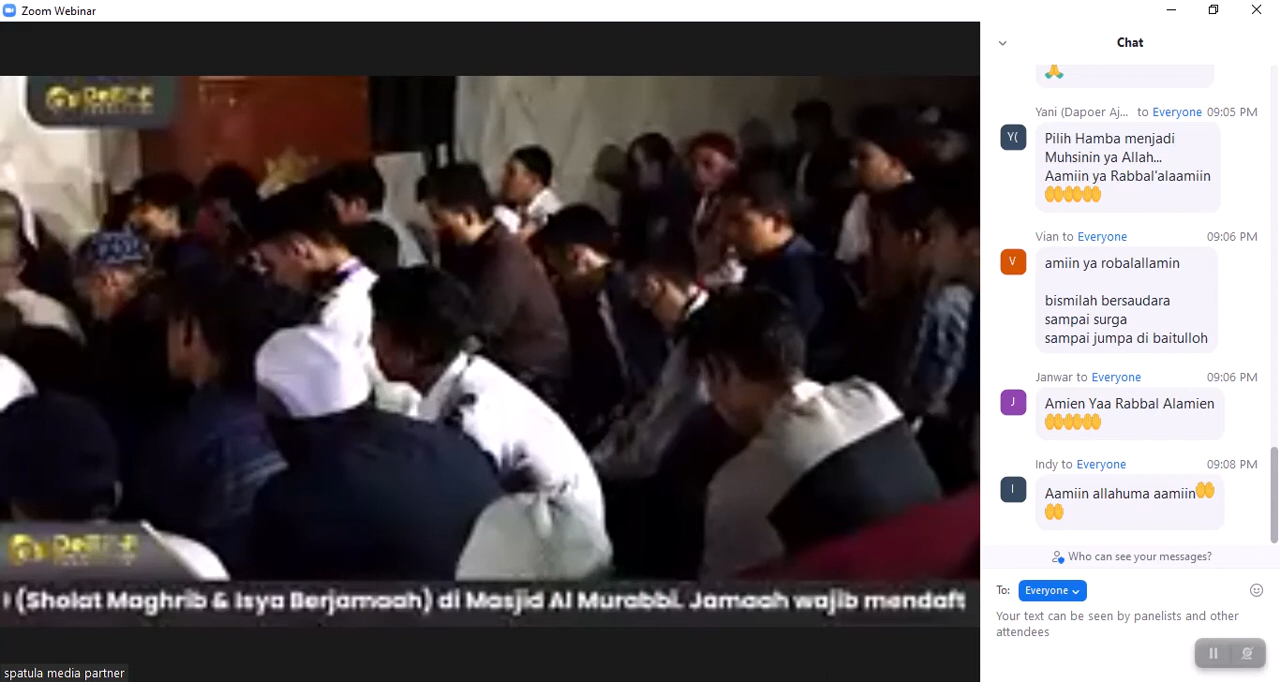 Zoom Webinar
Chat
Yani (Dapoer Aj... to Everyone 09:05 PM
Y(
Pilih Hamba menjadi
Muhsinin ya Allah...
Aamiin ya Rabbal'alaamiin
Vian to Everyone 09:06 PM
V
amiin ya robalallamin
bismilah bersaudara
sampai surga
sampai jumpa di baitulloh
Janwar to Everyone 09:06 PM
J
Amien Yaa Rabbal Alamien
🤲🤲🤲
Indy to Everyone 09:08 PM
I
Aamiin allahuma aamiin🤲
🤲
Who can see your messages?
To: Everyone
Your text can be seen by panelists and other
attendees
(Sholat Maghrib & Isya Berjamaah) di Masjid Al Murabbi. Jamaah wajib mendaft
spatula media partner